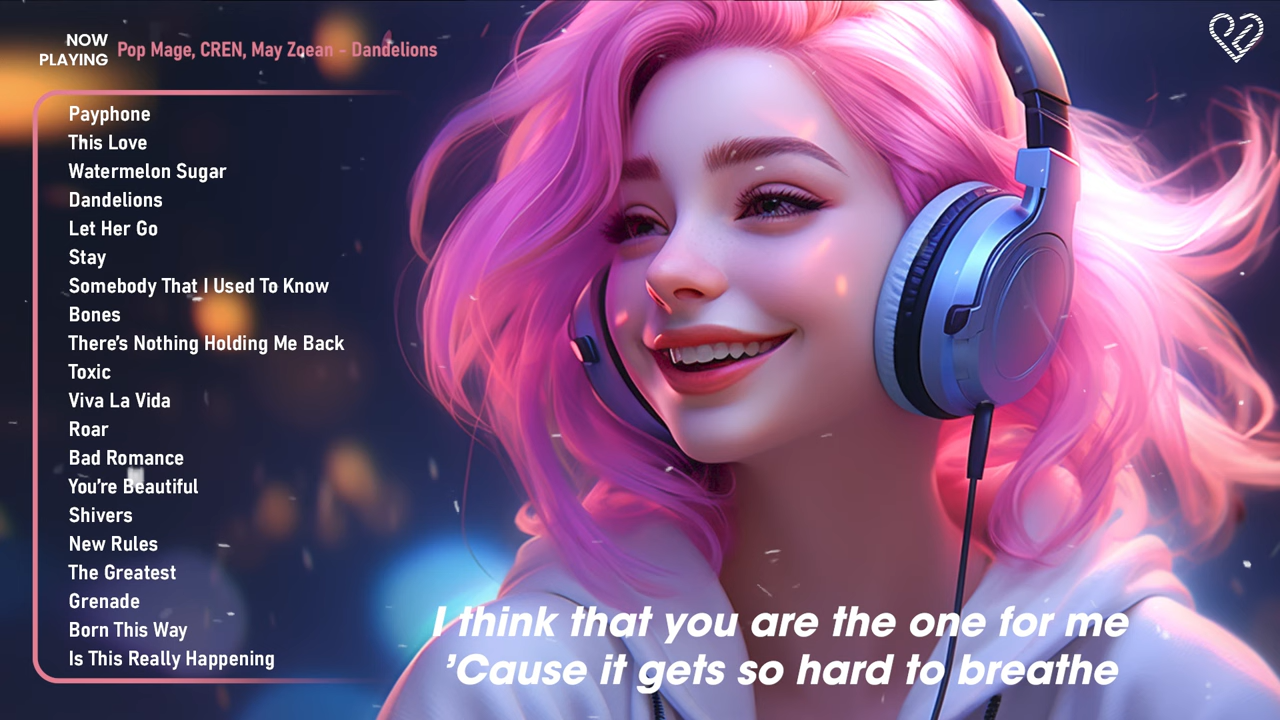 NOW
PLAYING
Pop Mage, CREN, May Zoean - Dandelions
Payphone
This Love
Watermelon Sugar
Dandelions
Let Her Go
Stay
Somebody That I Used To Know
Bones
There's Nothing Holding Me Back
Toxic
Viva La Vida
Roar
Bad Romance
You're Beautiful
Shivers
New Rules
The Greatest
Grenade
Born This Way
Is This Really Happening
I think that you are the one for me
'Cause it gets so hard to breathe